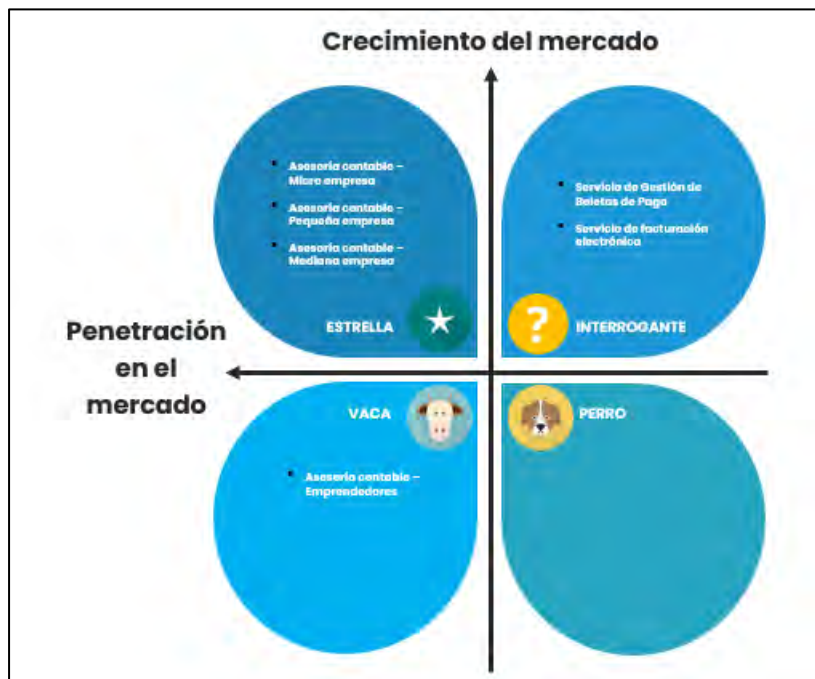 Crecimiento del mercado
Asesoría contable –
Micro empresa
Asesoría contable –
Pequeña empresa
Asesoría contable –
Mediana empresa
ESTRELLA
Servicio de Gestión de
Boletas de Pago
Servicio de facturación
electrónica
INTERROGANTE
Penetración
en el
mercado
VACA
Asesoría contable –
Emprendedores
PERRO